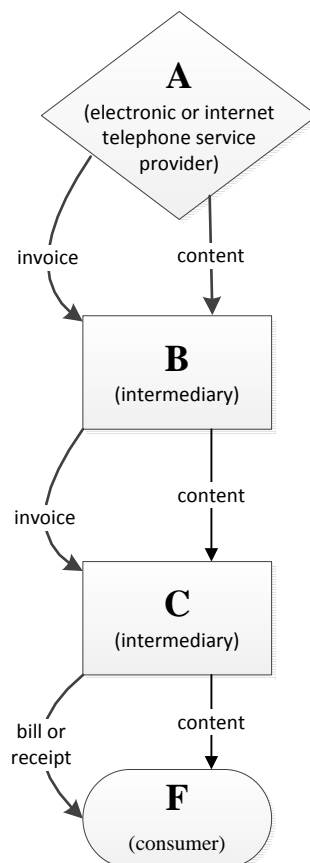 A
(electronic or internet
telephone service
provider)
invoice
content
B
(intermediary)
content
invoice
C
(intermediary)
content
bill or
receipt
F
(consumer)